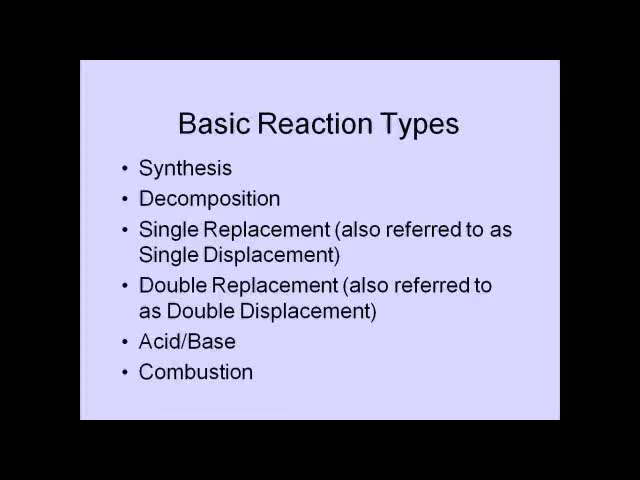 Basic Reaction Types
• Synthesis
• Decomposition
• Single Replacement (also referred to as
Single Displacement)
• Double Replacement (also referred to
as Double Displacement)
• Acid/Base
• Combustion